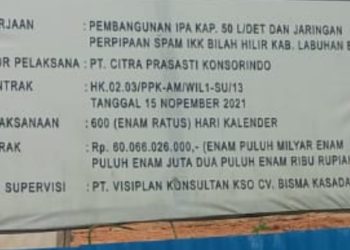 RJAAN : PEMBANGUNAN IPA KAP. 50 L/DET DAN JARINGAN
PERPIPAAN SPAM IKK BILAH HILIR KAB. LABUHAN B
OR PELAKSANA : PT. CITRA PRASASTI KONSORINDO
NTRAK : HK.02.03/PPK-AM/WIL1-SU/13
TANGGAL 15 NOPEMBER 2021
AKSANAAN : 600 (ENAM RATUS) HARI KALENDER
RAK : Rp. 60.066.026.000,- (ENAM PULUH MILYAR ENAM
PULUH ENAM JUTA DUA PULUH ENAM RIBU RUPIAH
SUPERVISI : PT. VISIPLAN KONSULTAN KSO CV. BISMA KASADA